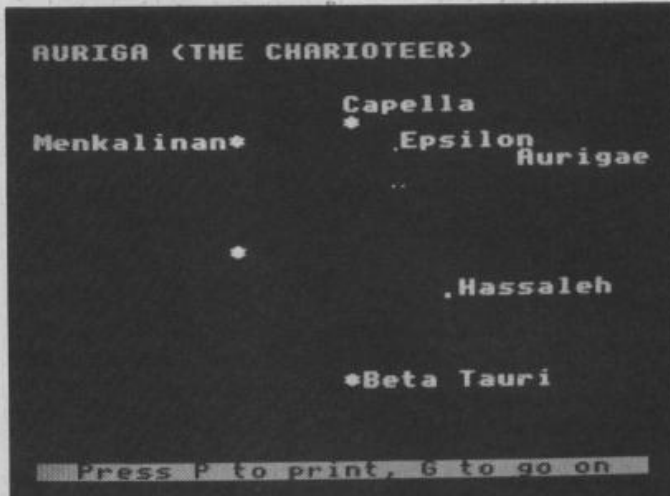 AURIGA (THE CHARIOTEER)
Capella
Menkalinan
Epsilon
Aurigae
Hassaleh
Beta Tauri
Press P to print, G to go on